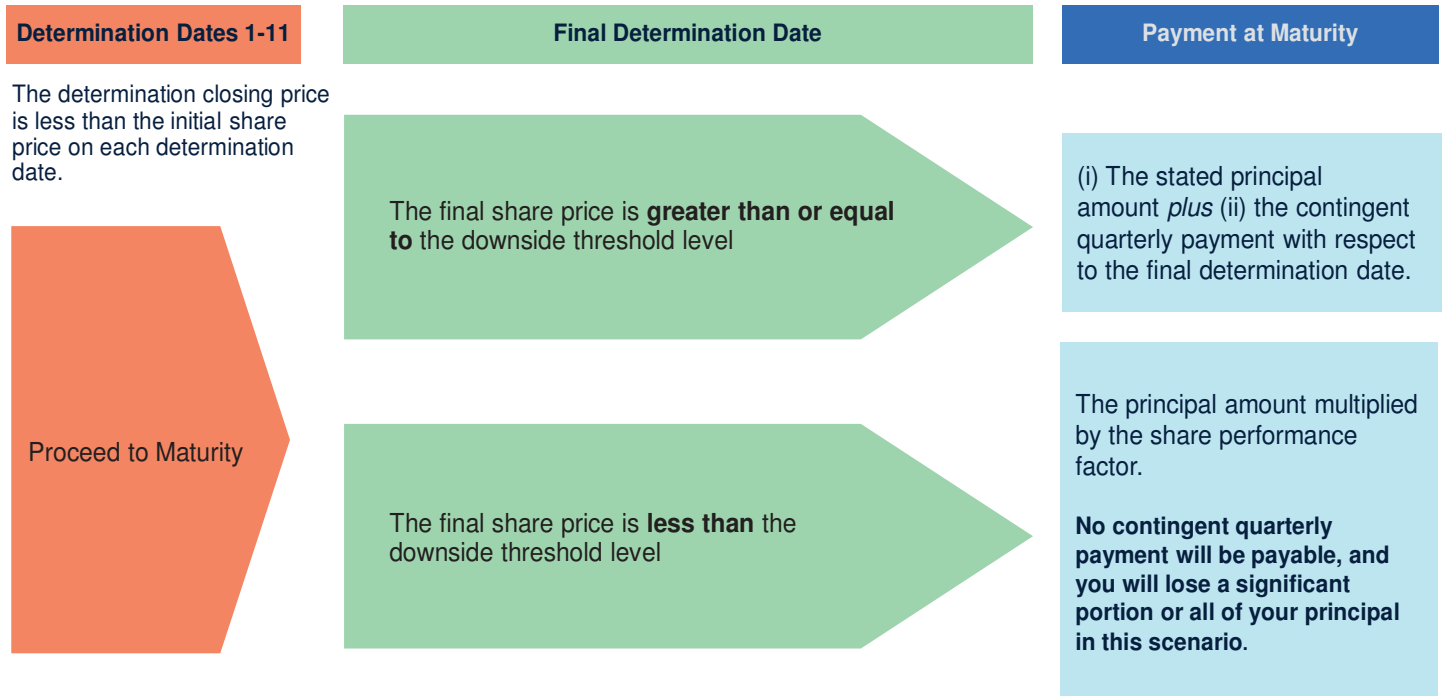 Determination Dates 1-11
Final Determination Date
Payment at Maturity
The determination closing price
is less than the initial share
price on each determination
date.
Proceed to Maturity
The final share price is greater than or equal
to the downside threshold level
(i) The stated principal
amount plus (ii) the contingent
quarterly payment with respect
to the final determination date.
The final share price is less than the
downside threshold level
The principal amount multiplied
by the share performance
factor.
No contingent quarterly
payment will be payable, and
you will lose a significant
portion or all of your principal
in this scenario.